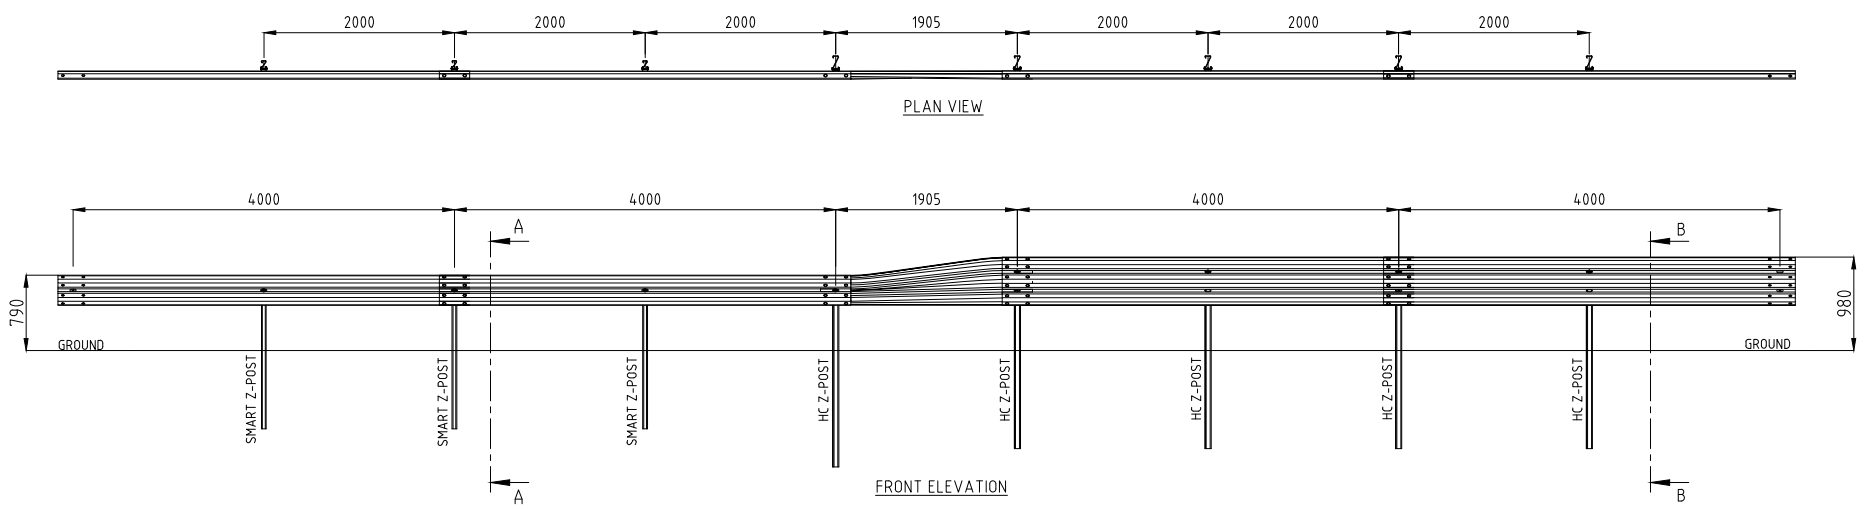 2000 2000 2000 1905 2000 2000 2000
PLAN VIEW
4000 4000 1905 4000 4000
A B
790 980
GROUND GROUND
SMART Z-POST SMART Z-POST SMART Z-POST HC Z-POST HC Z-POST HC Z-POST HC Z-POST HC Z-POST
A B
FRONT ELEVATION